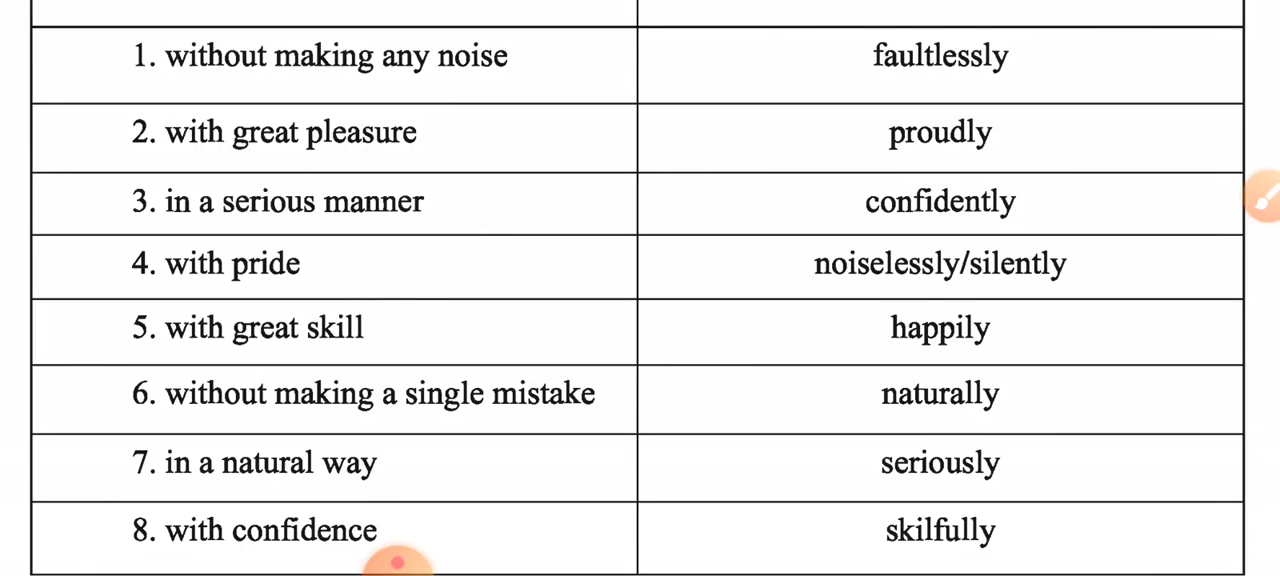 1. without making any noise faultlessly
2. with great pleasure proudly
3. in a serious manner confidently
4. with pride noiselessly/silently
5. with great skill happily
6. without making a single mistake naturally
7. in a natural way seriously
8. with confidence skilfully